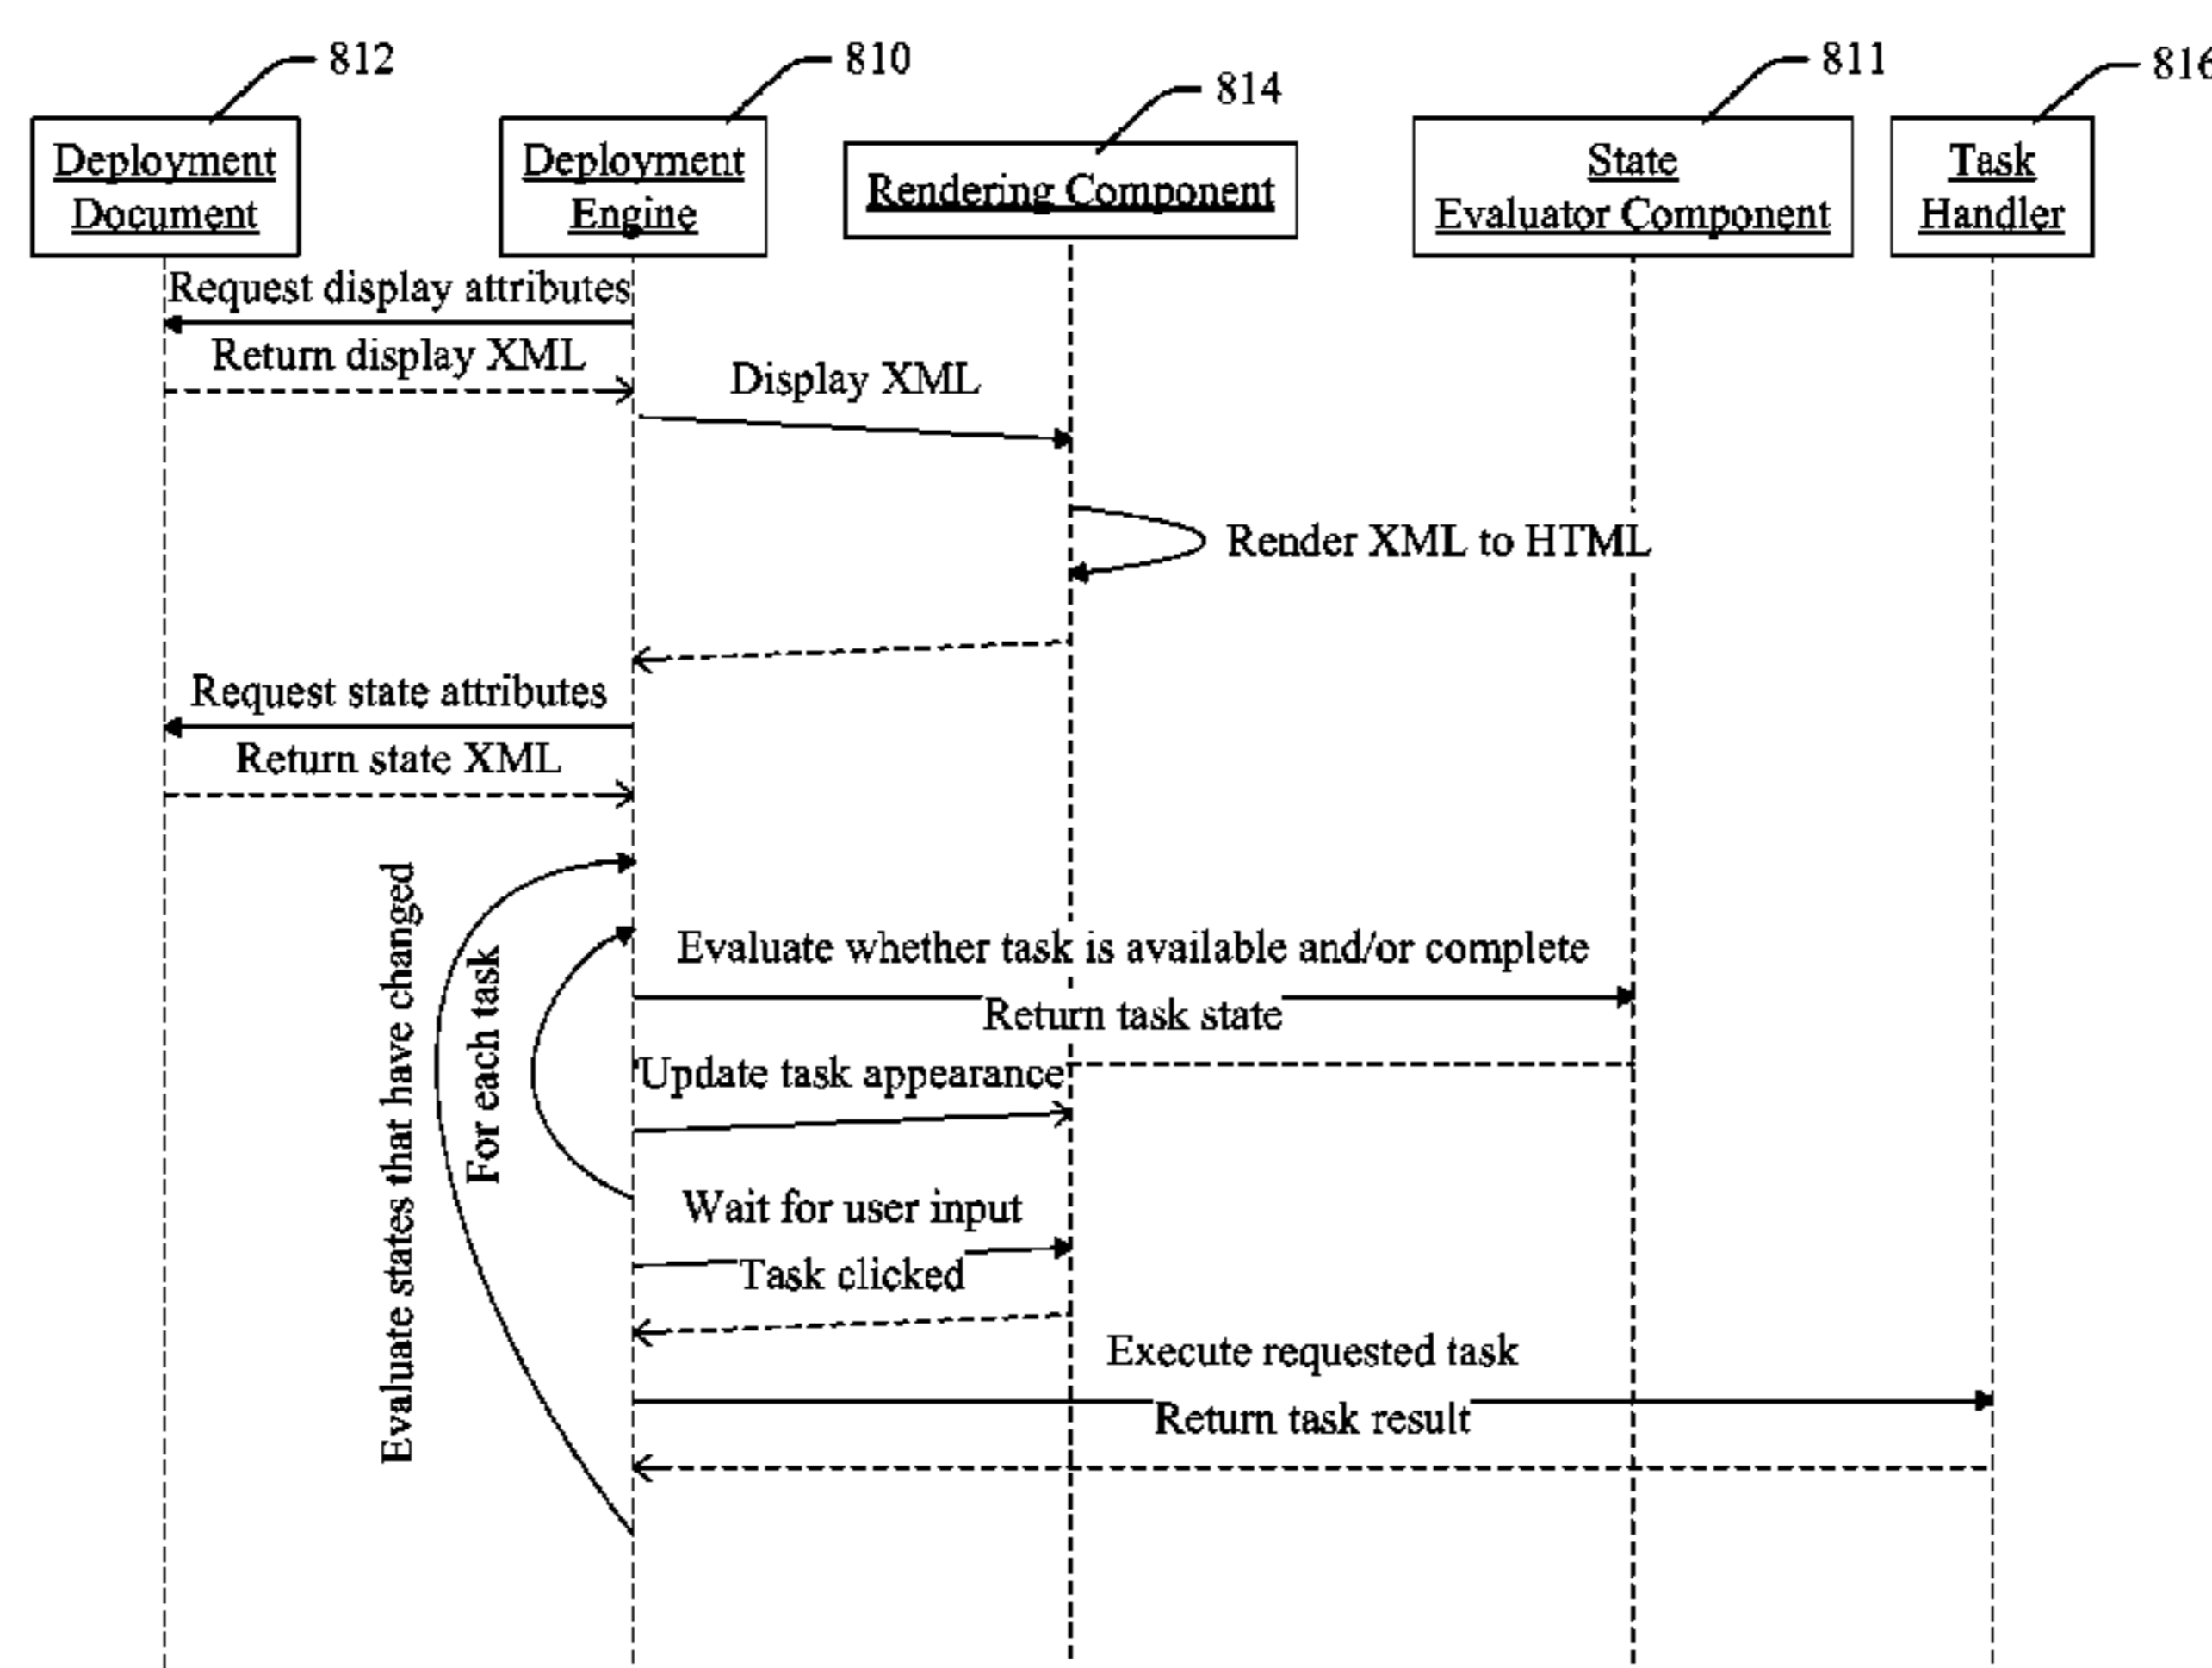 812
810
814
811
816
Deployment
Document
Deployment
Engine
Rendering Component
State
Evaluator Component
Task
Handler
Request display attributes
Return display XML
Display XML
Render XML to HTML
Request state attributes
Return state XML
Evaluate states that have changed
For each task
Evaluate whether task is available and/or complete
Return task state
Update task appearance
Wait for user input
Task clicked
Execute requested task
Return task result